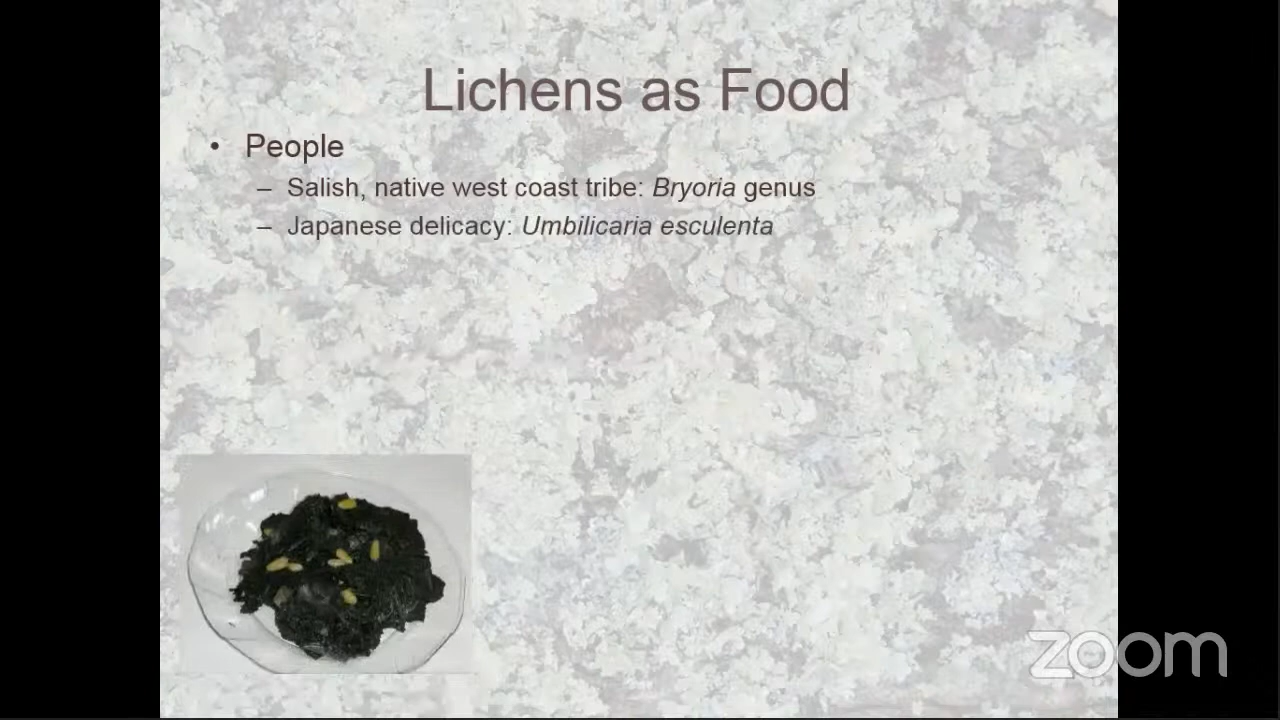 Lichens as Food
• People
– Salish, native west coast tribe: Bryoria genus
– Japanese delicacy: Umbilicaria esculenta
zoom